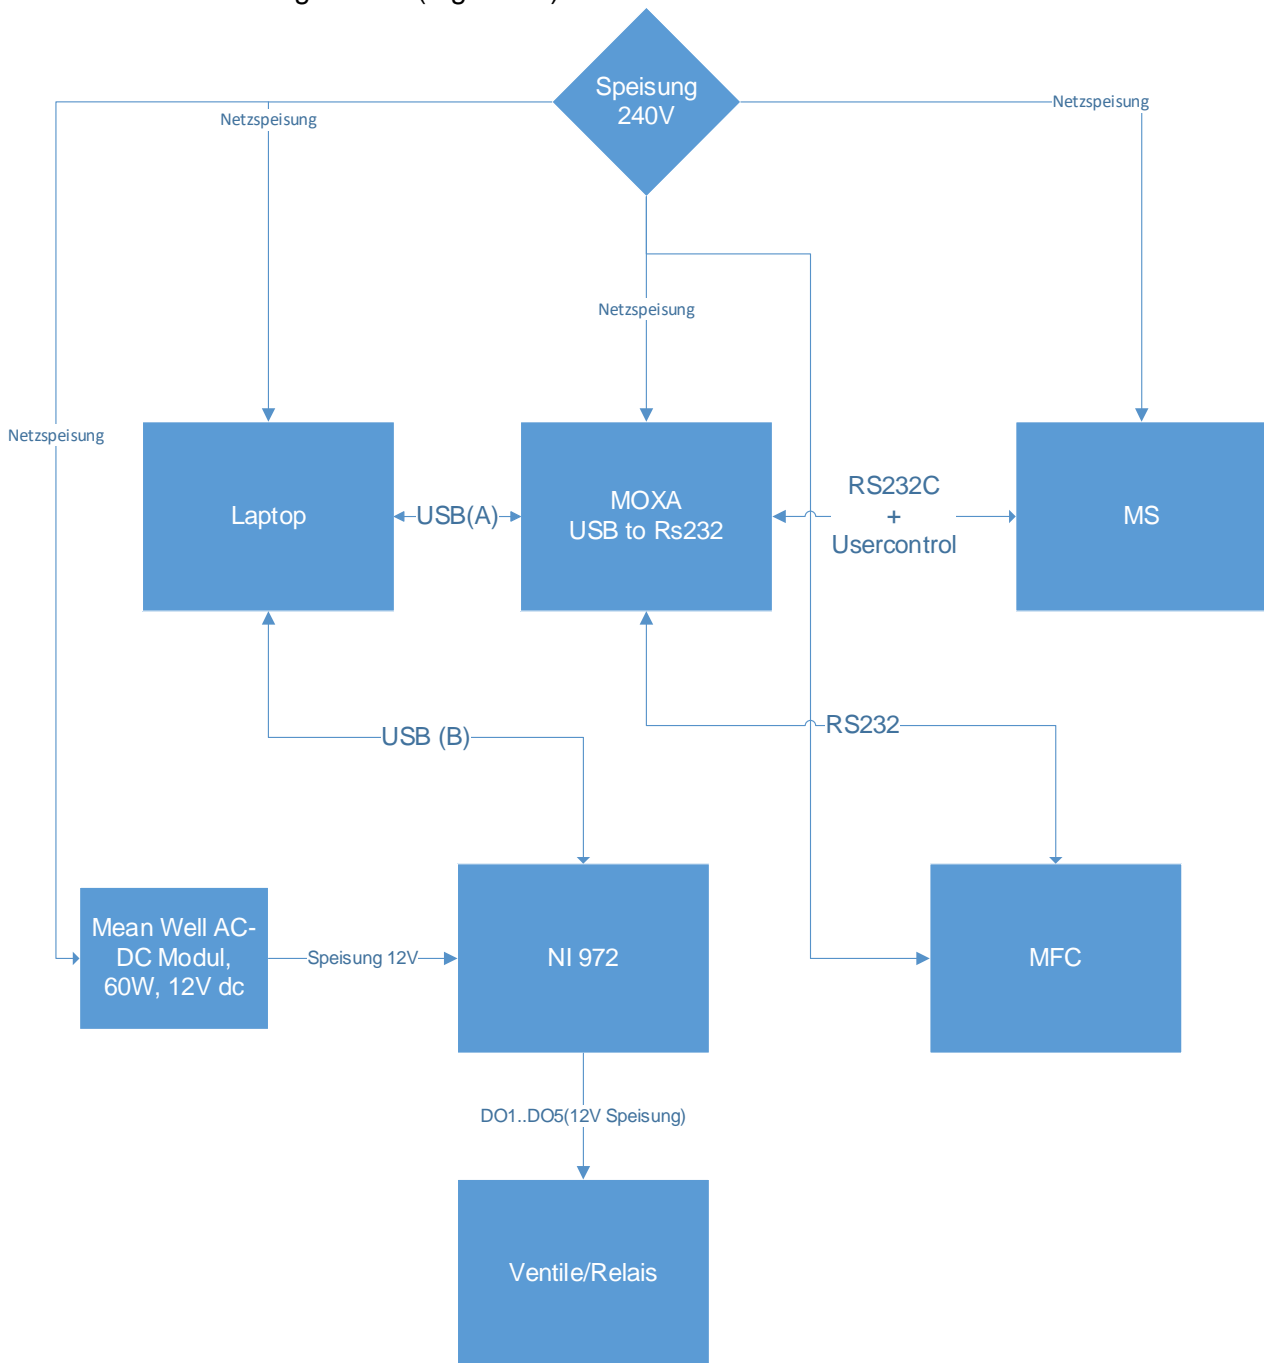 Speisung
240V
Netzspeisung
Netzspeisung
Netzspeisung
Netzspeisung
Laptop
USB(A)
MOXA
USB to Rs232
RS232C
+
Usercontrol
MS
USB (B)
RS232
Mean Well AC-
DC Modul,
60W, 12V dc
Speisung 12V
NI 972
MFC
DO1..DO5(12V Speisung)
Ventile/Relais